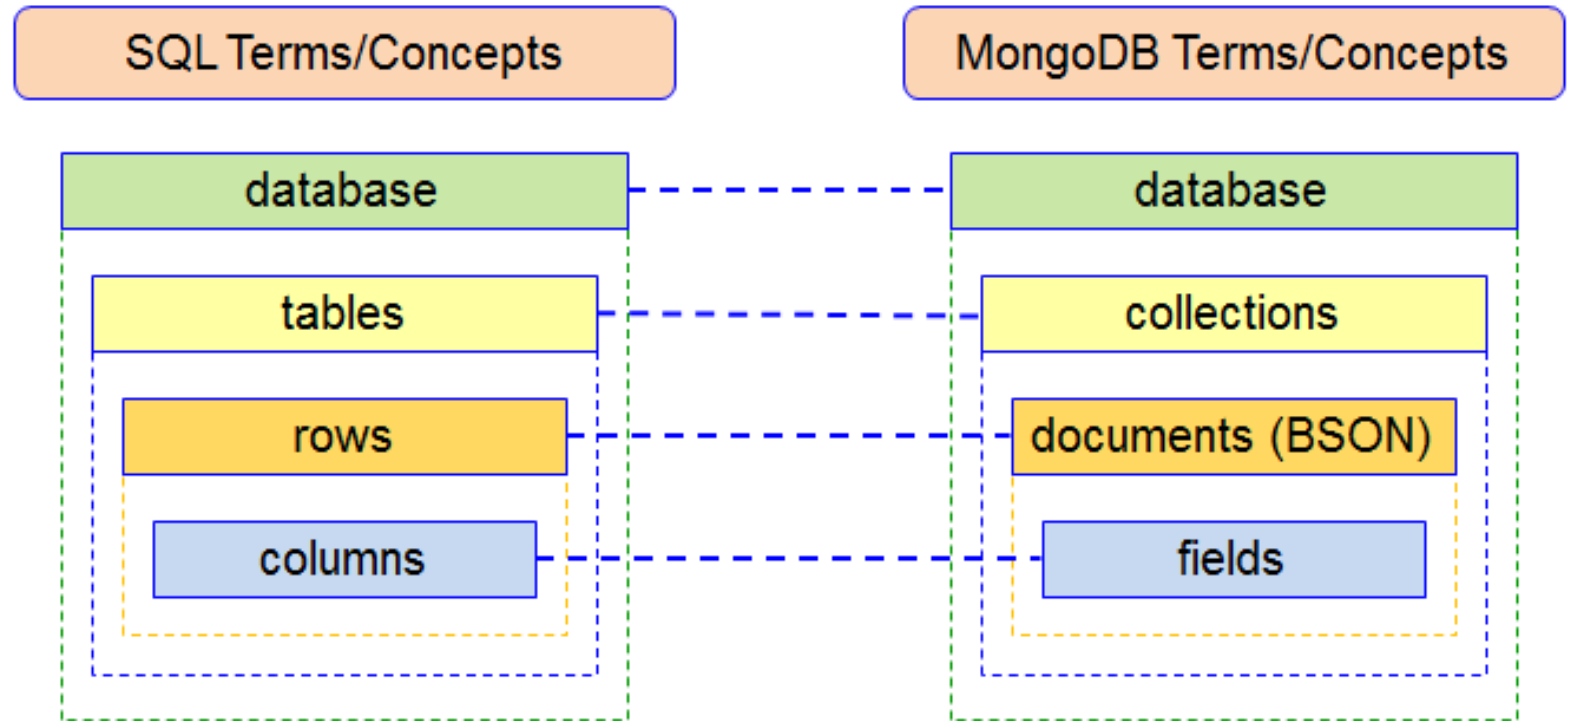 SQL Terms/Concepts
MongoDB Terms/Concepts
database
database
tables
collections
rows
documents (BSON)
columns
fields